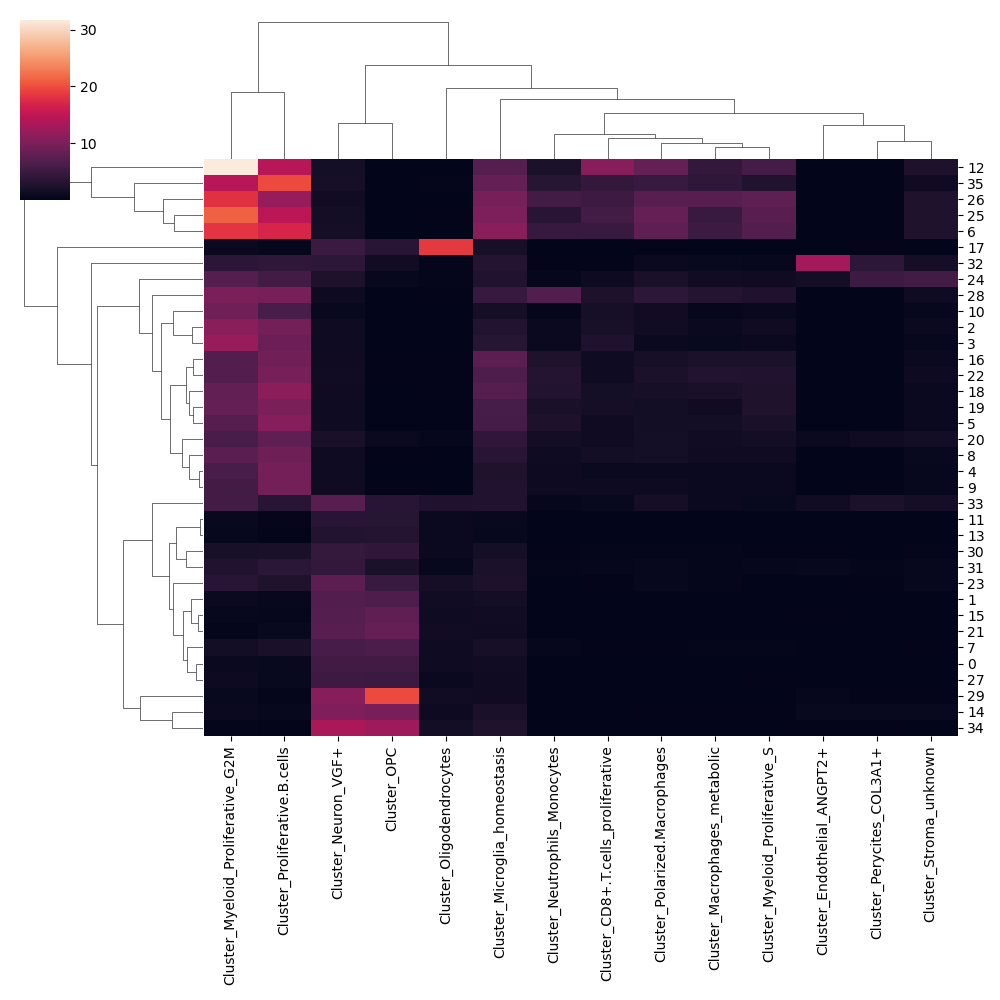 30
20
10
12
35
26
25
6
17
32
24
28
10
2
3
16
22
18
19
5
20
8
4
9
33
11
13
30
31
23
1
15
21
7
0
27
29
14
34
Cluster_Myeloid_Proliferative_G2M
Cluster_Proliferative.B.cells
Cluster_Neuron_VGF+
Cluster_OPC
Cluster_Oligodendrocytes
Cluster_Microglia_homeostasis
Cluster_Neutrophils_Monocytes
Cluster_CD8+.T.cells_proliferative
Cluster_Polarized.Macrophages
Cluster_Macrophages_metabolic
Cluster_Myeloid_Proliferative_S
Cluster_Endothelial_ANGPT2+
Cluster_Perycites_COL3A1+
Cluster_Stroma_unknown